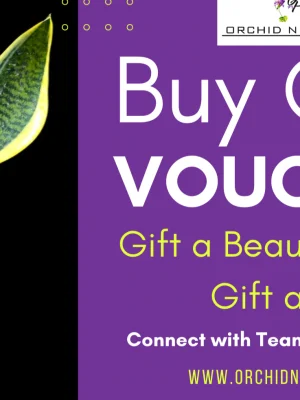 ORCHID N
Buy
VOUC
Gift a Beau
Gift a
Connect with Team
WWW.ORCHIDN